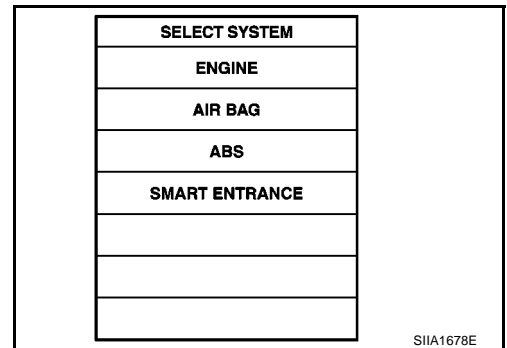 SELECT SYSTEM
ENGINE
AIR BAG
ABS
SMART ENTRANCE
SIIA1678E